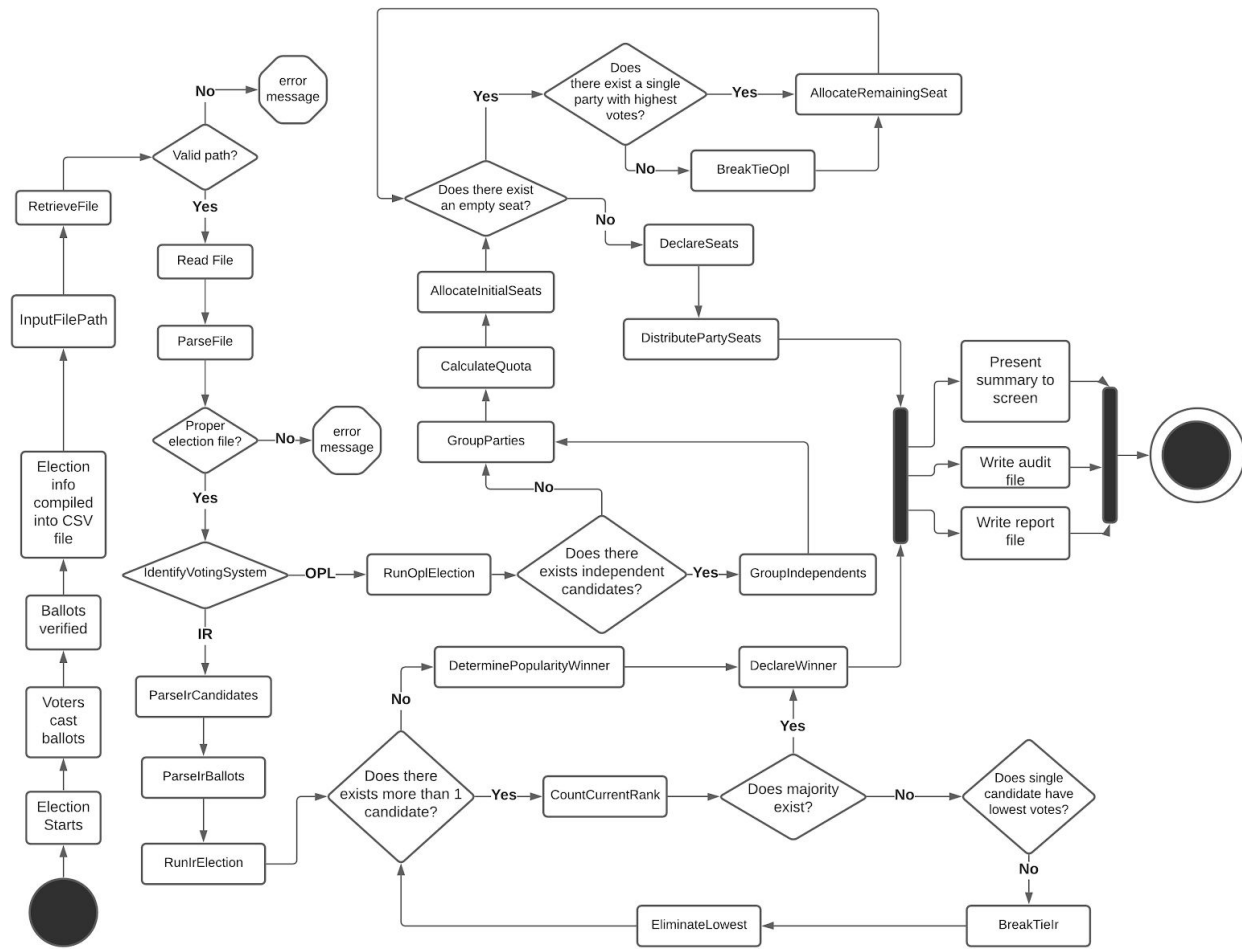 No
error
message
Valid path?
Yes
RetrieveFile
Read File
InputFilePath
ParseFile
Proper
election file?
No
error
message
Election
info
compiled
into CSV
file
Yes
IdentifyVotingSystem
OPL
IR
Ballots
verified
Voters
cast
ballots
Election
Starts
ParseIrCandidates
ParseIrBallots
RunIrElection
Does
there exist a single
party with highest
votes?
Yes
Yes
AllocateRemainingSeat
No
BreakTieOpl
Does there exist
an empty seat?
No
DeclareSeats
AllocateInitialSeats
DistributePartySeats
CalculateQuota
GroupParties
No
RunOplElection
Does there
exists independent
candidates?
Yes
GroupIndependents
Present
summary to
screen
Write audit
file
Write report
file
DeterminePopularityWinner
DeclareWinner
No
Yes
Does there
exists more than 1
candidate?
Yes
CountCurrentRank
Does majority
exist?
No
Does single
candidate have
lowest votes?
No
EliminateLowest
BreakTieIr